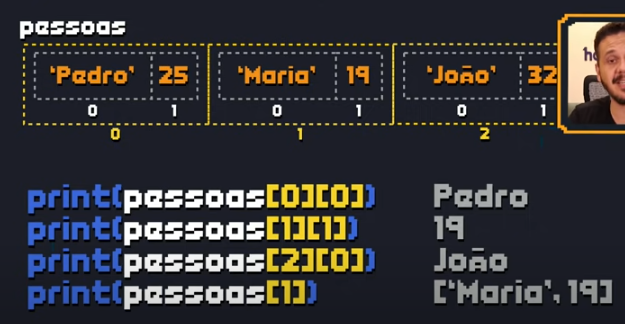 pessoas
'Pedro' 25 'Maria' 19 'João' 32
0 1 0 1 0
0 1 2
print(pessoas[0][0]) Pedro
print(pessoas[1][1]) 19
print(pessoas[2][0]) João
print(pessoas[1]) ['Maria', 19]